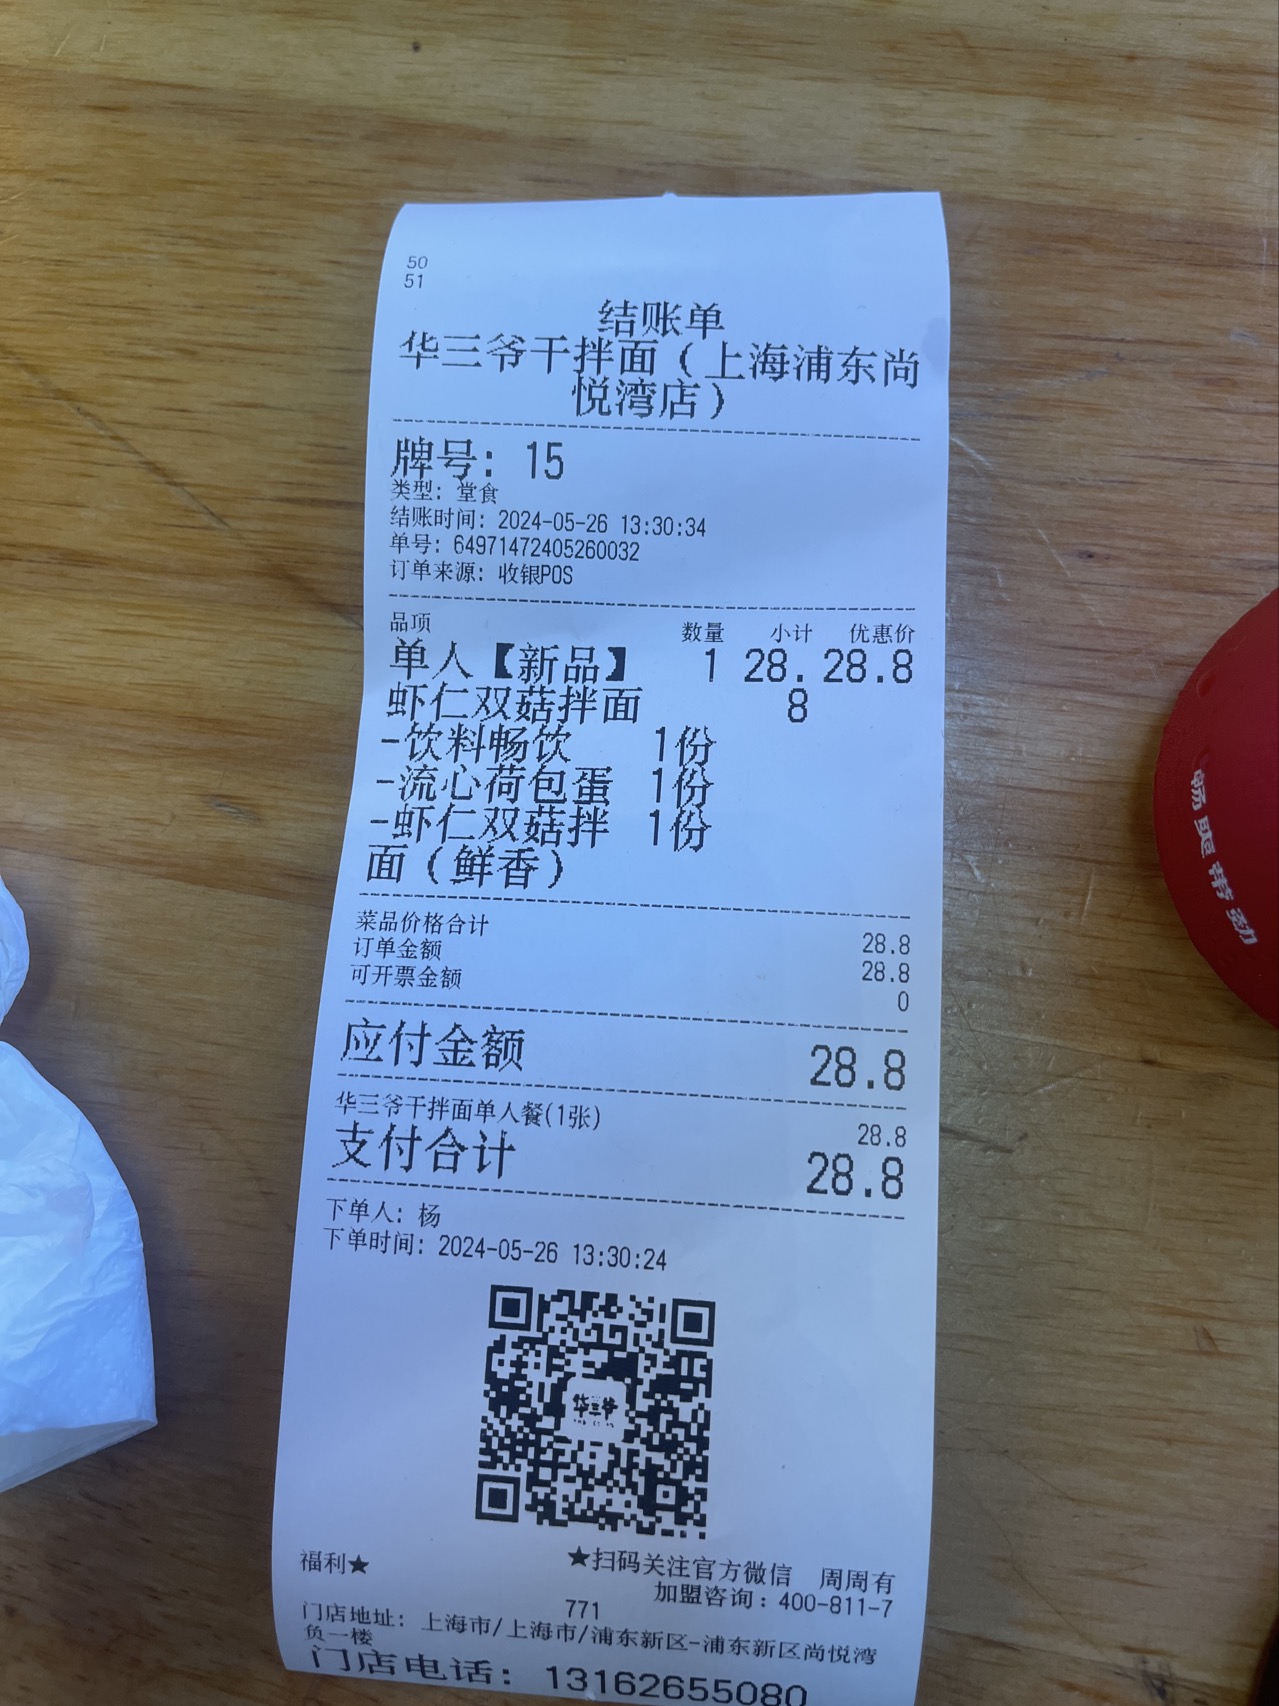 50
51
结账单
华三爷干拌面（上海浦东尚
悦湾店）
牌号: 15
类型: 堂食
结账时间: 2024-05-26 13:30:34
单号: 64971472405260032
订单来源: 收银POS
品项 数量 小计 优惠价
单人【新品】 1 28. 28.8
虾仁双菇拌面 8
-饮料畅饮 1份
-流心荷包蛋 1份
-虾仁双菇拌 1份
面（鲜香）
菜品价格合计 28.8
订单金额 28.8
可开票金额 0
应付金额 28.8
华三爷干拌面单人餐(1张) 28.8
支付合计 28.8
下单人: 杨
下单时间: 2024-05-26 13:30:24
华三爷
★扫码关注官方微信 周周有
福利★
加盟咨询: 400-811-7
771
门店地址: 上海市/上海市/浦东新区-浦东新区尚悦湾
负一楼
门店电话: 13162655080
畅爽带劲